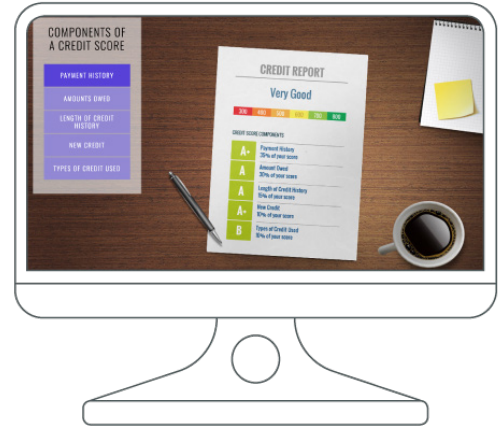 COMPONENTS OF
A CREDIT SCORE
PAYMENT HISTORY
AMOUNTS OWED
LENGTH OF CREDIT
HISTORY
NEW CREDIT
TYPES OF CREDIT USED
CREDIT REPORT
Very Good
300 400 500 600 700 800
CREDIT SCORE COMPONENTS
A+ Payment History
35% of your score
A Amount Owed
30% of your score
A Length of Credit History
15% of your score
A+ New Credit
10% of your score
B Types of Credit Used
10% of your score